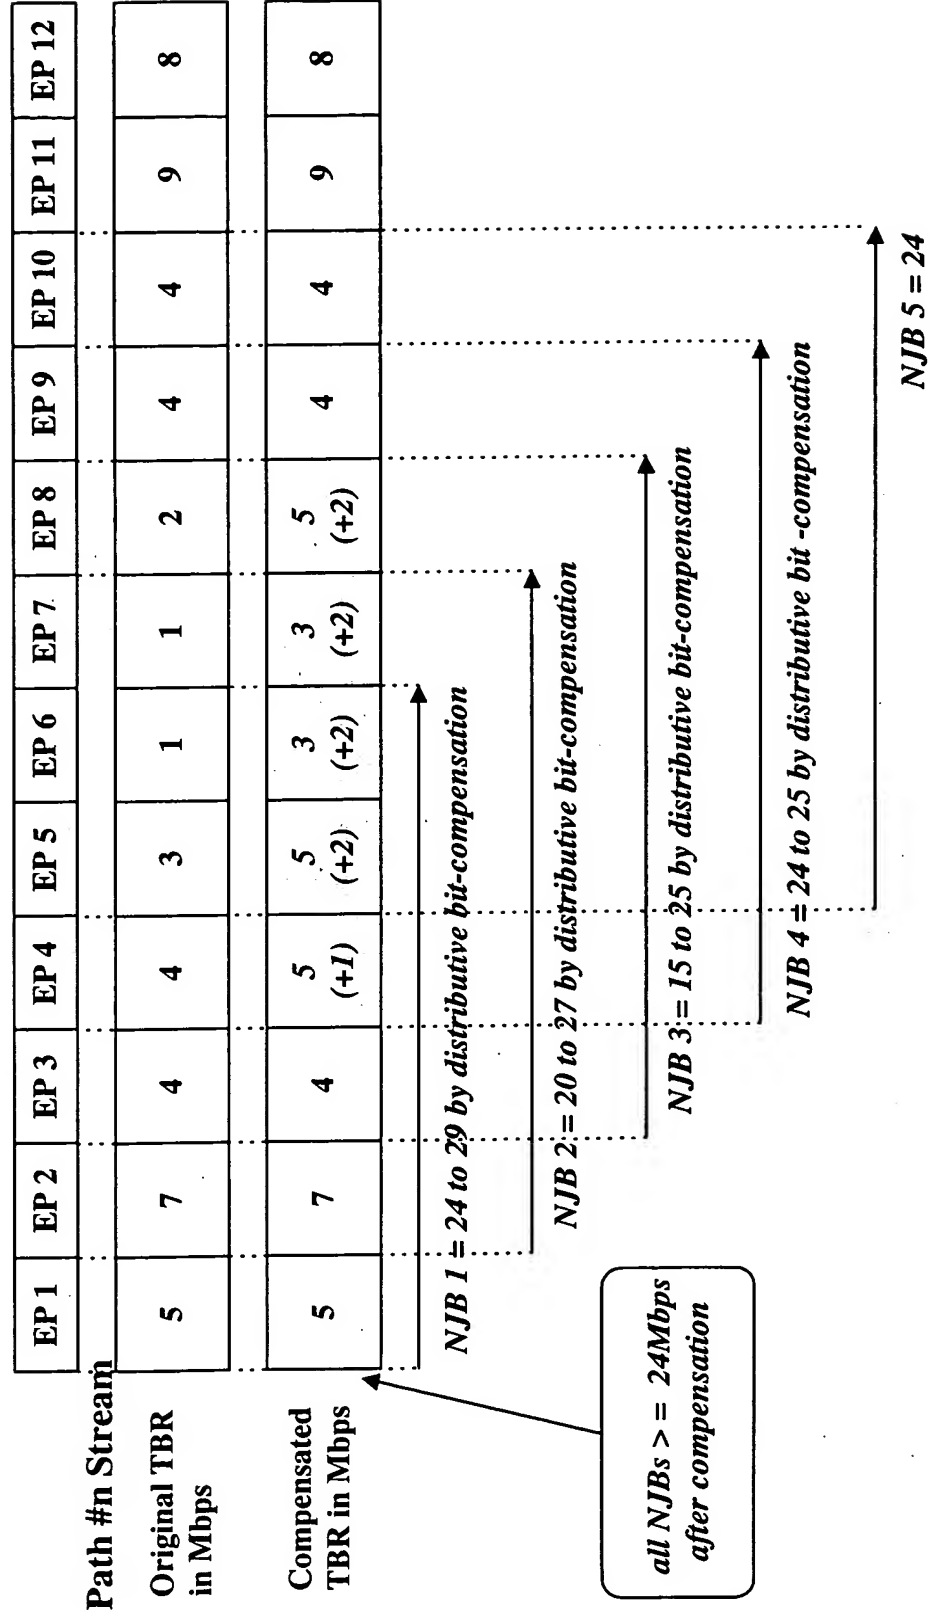 Path #n Stream
EP 1 EP 2 EP 3 EP 4 EP 5 EP 6 EP 7 EP 8 EP 9 EP 10 EP 11 EP 12
Original TBR
in Mbps
5 7 4 4 3 1 1 2 4 4 9 8
Compensated
TBR in Mbps
5 7 4 5 5 3 3 5 4 4 9 8
(+1) (+2) (+2) (+2) (+2)
NJB 1 = 24 to 29 by distributive bit-compensation
NJB 2 = 20 to 27 by distributive bit-compensation
NJB 3 = 15 to 25 by distributive bit-compensation
NJB 4 = 24 to 25 by distributive bit -compensation
NJB 5 = 24
all NJBs > = 24Mbps
after compensation